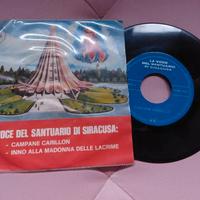 VOCE DEL SANTUARIO DI SIRACUSA:
- CAMPANE CARILLON
- INNO ALLA MADONNA DELLE LACRIME
LA VOCE
DEL SANTUARIO
DI SIRACUSA